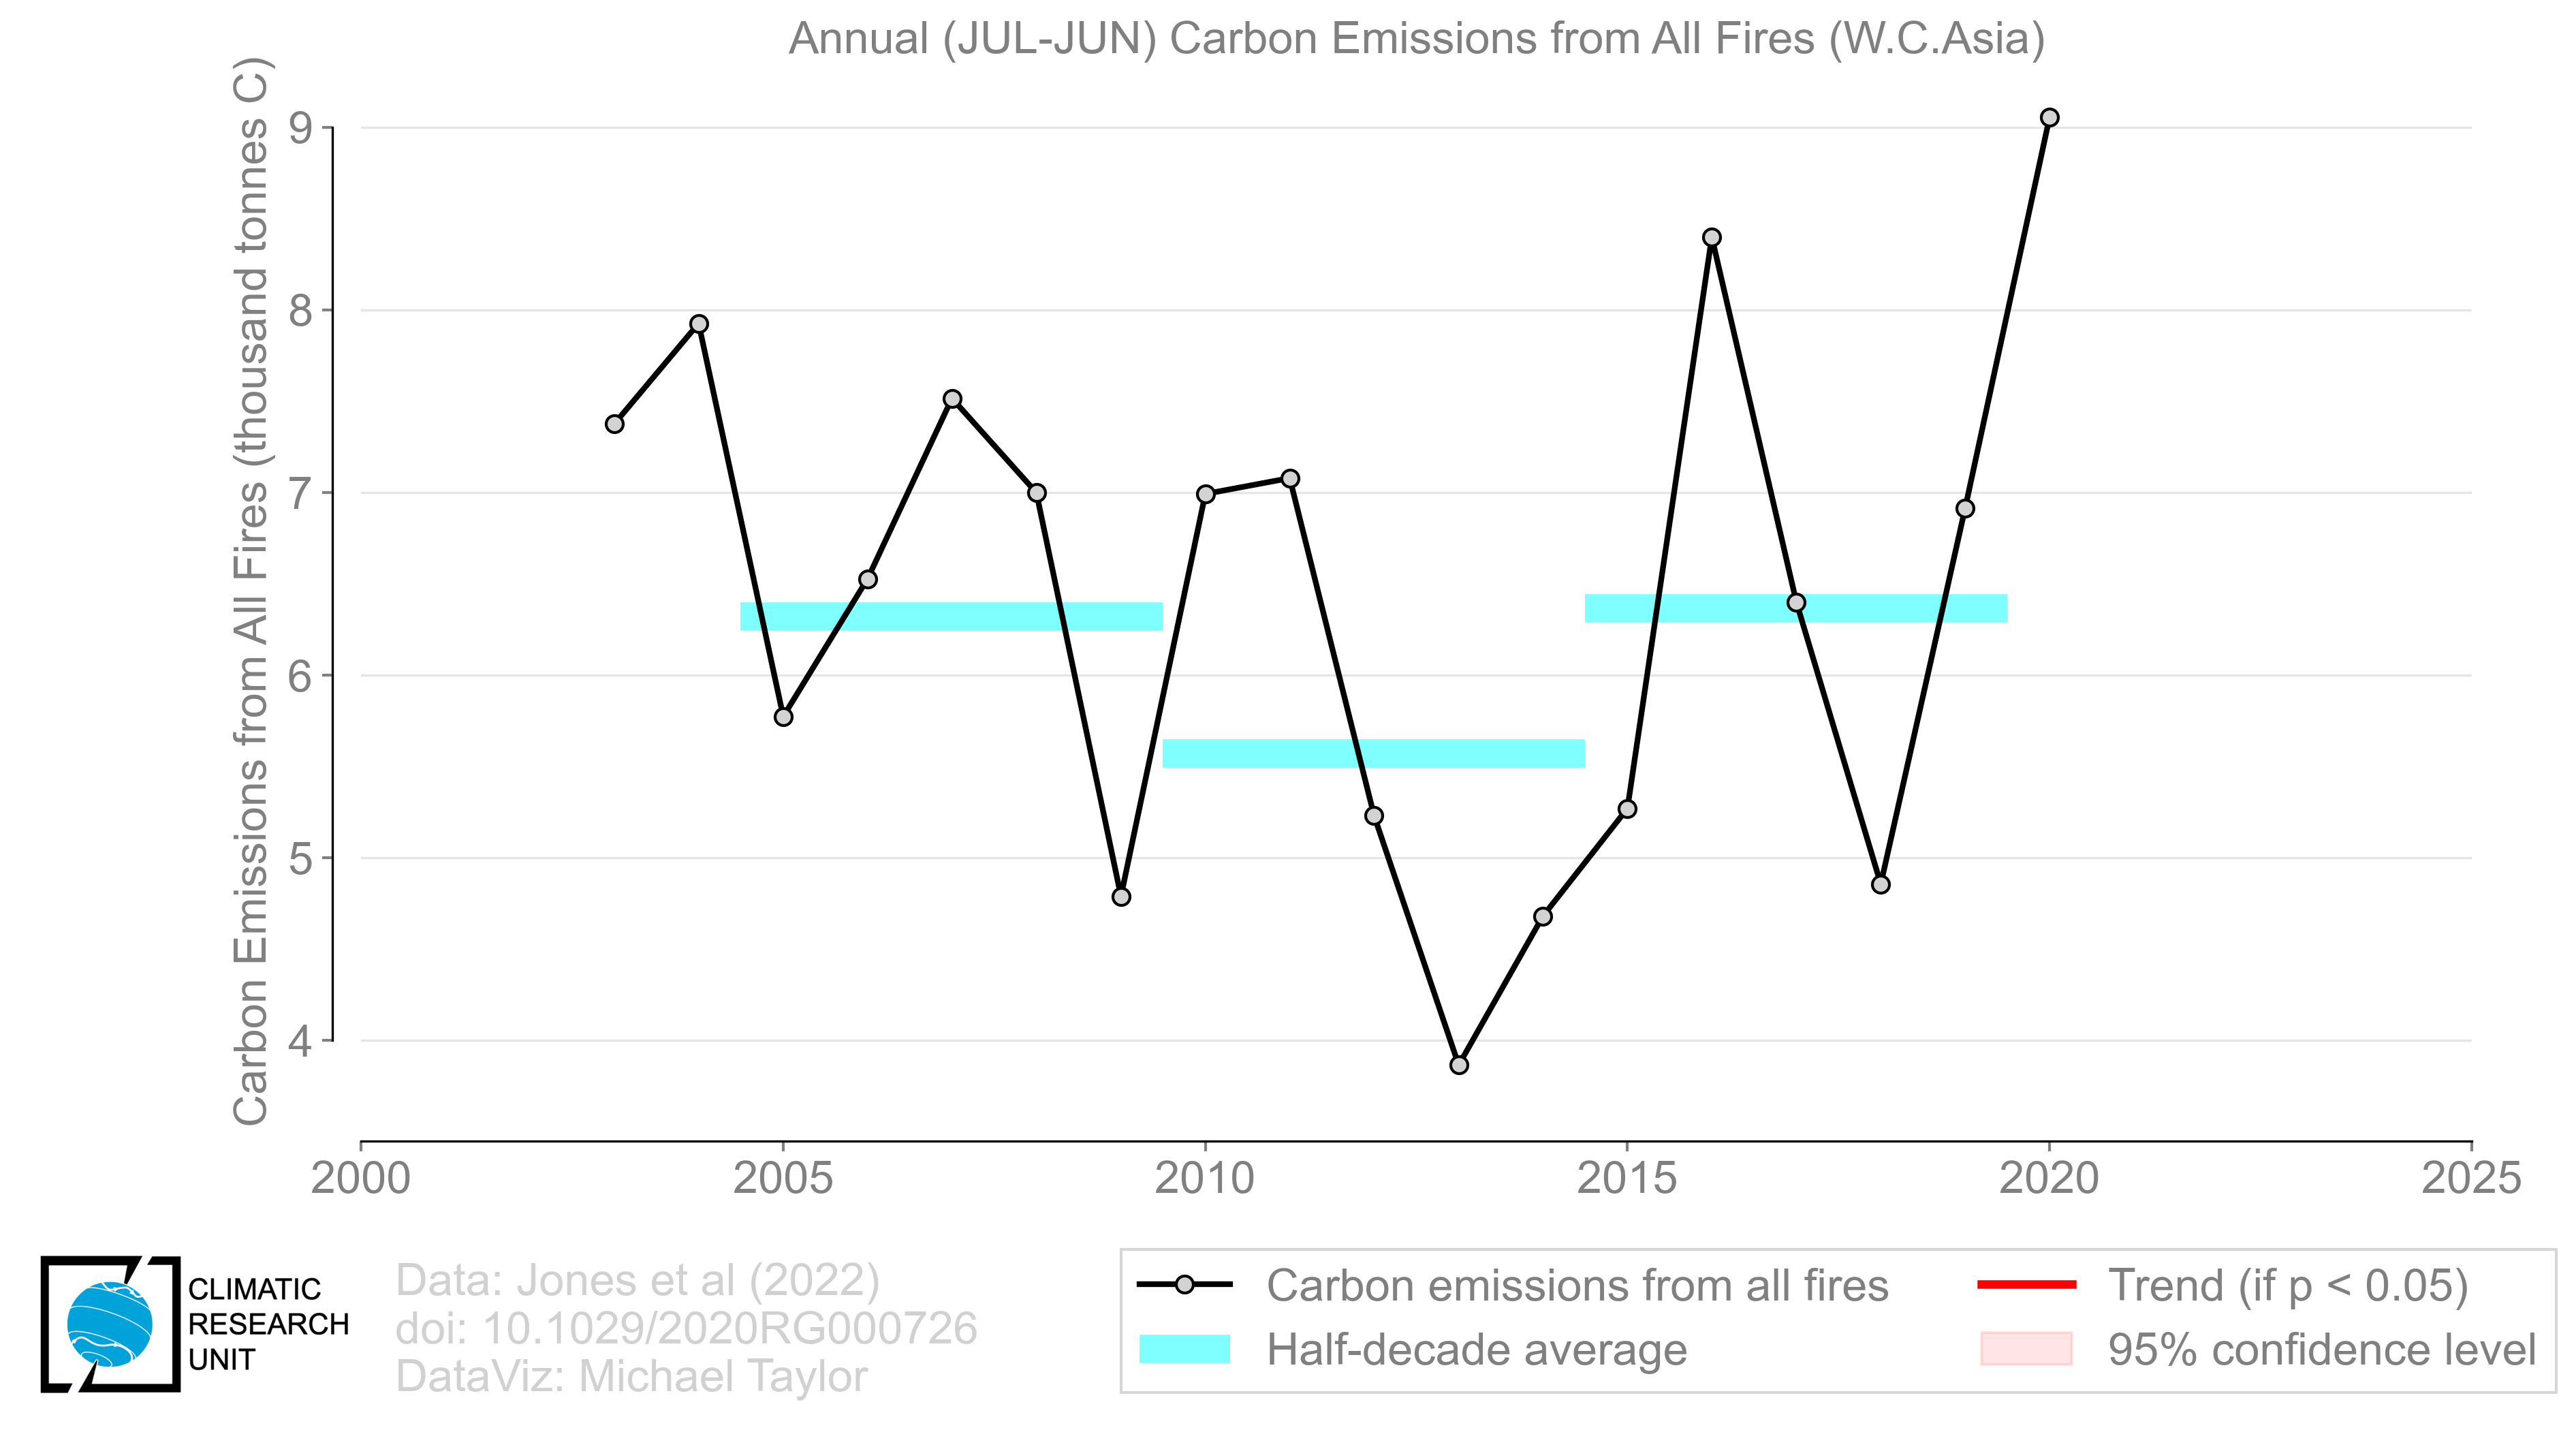 Annual (JUL-JUN) Carbon Emissions from All Fires (W.C.Asia)
Carbon Emissions from All Fires (thousand tonnes C)
9
8
7
6
5
4
2000 2005 2010 2015 2020 2025
CLIMATIC
RESEARCH
UNIT
Data: Jones et al (2022)
doi: 10.1029/2020RG000726
DataViz: Michael Taylor
Carbon emissions from all fires
Half-decade average
Trend (if p < 0.05)
95% confidence level